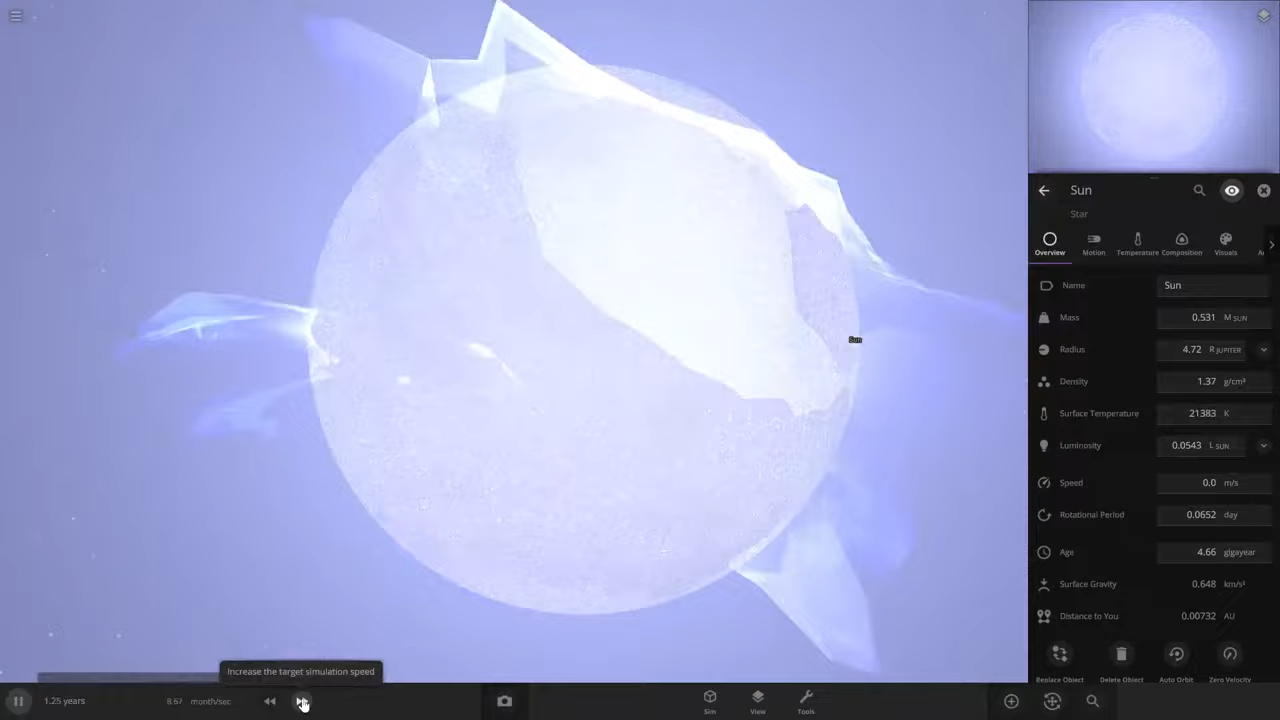 Sun
Star
Overview
Motion
Temperature
Composition
Visuals
Name
Sun
Mass
0.531 M SUN
Radius
4.72 R JUPITER
Density
1.37 g/cm³
Surface Temperature
21383 K
Luminosity
0.0543 L SUN
Speed
0.0 m/s
Rotational Period
0.0652 day
Age
4.66 gigayear
Surface Gravity
0.648 km/s²
Distance to You
0.00732 AU
Replace Object
Delete Object
Auto Orbit
Zero Velocity
Sun
Increase the target simulation speed
1.25 years
8.67 month/sec
Sim
View
Tools